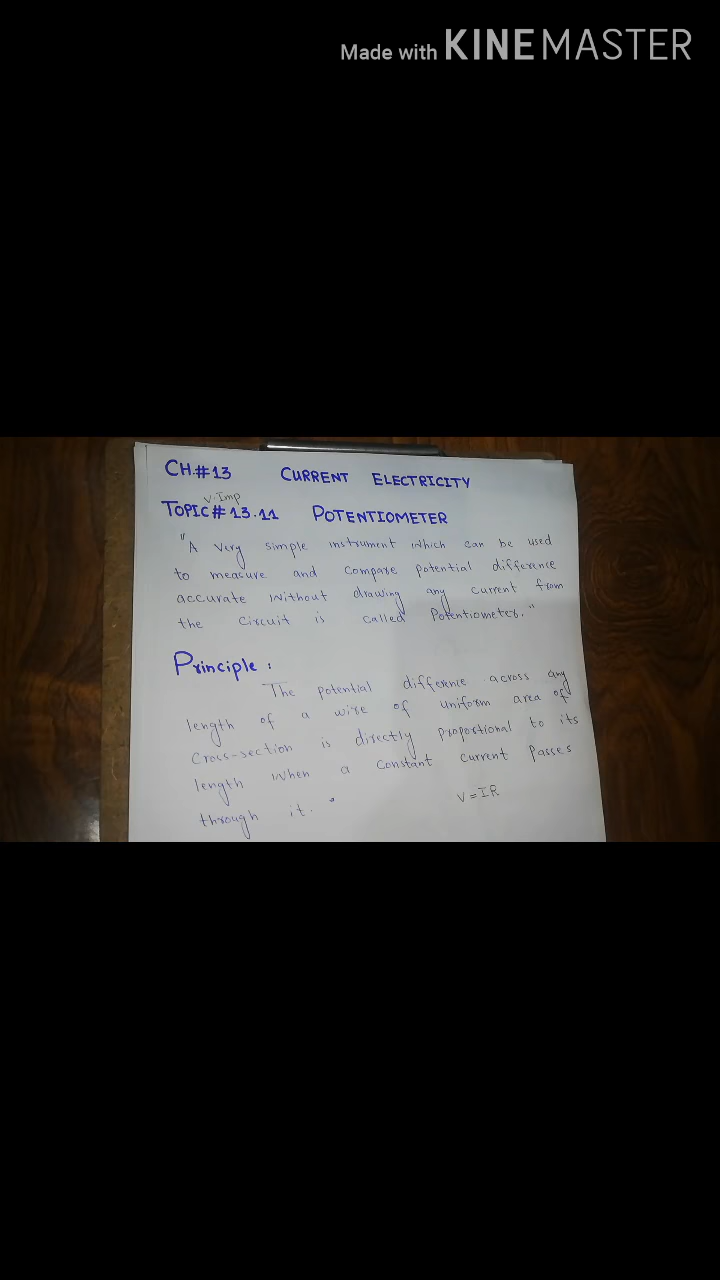 Made with KINEMASTER
CH.#13 CURRENT ELECTRICITY
V.Imp
TOPIC# 13.11 POTENTIOMETER
"A very simple instrument which can be used
to measure and compare potential difference
accurate without drawing any current from
the circuit is called Potentiometer."
Principle:
The potential difference across any
length of a wire of uniform area of
cross-section is directly proportional to its
length when a constant current passes
through it.
V=IR